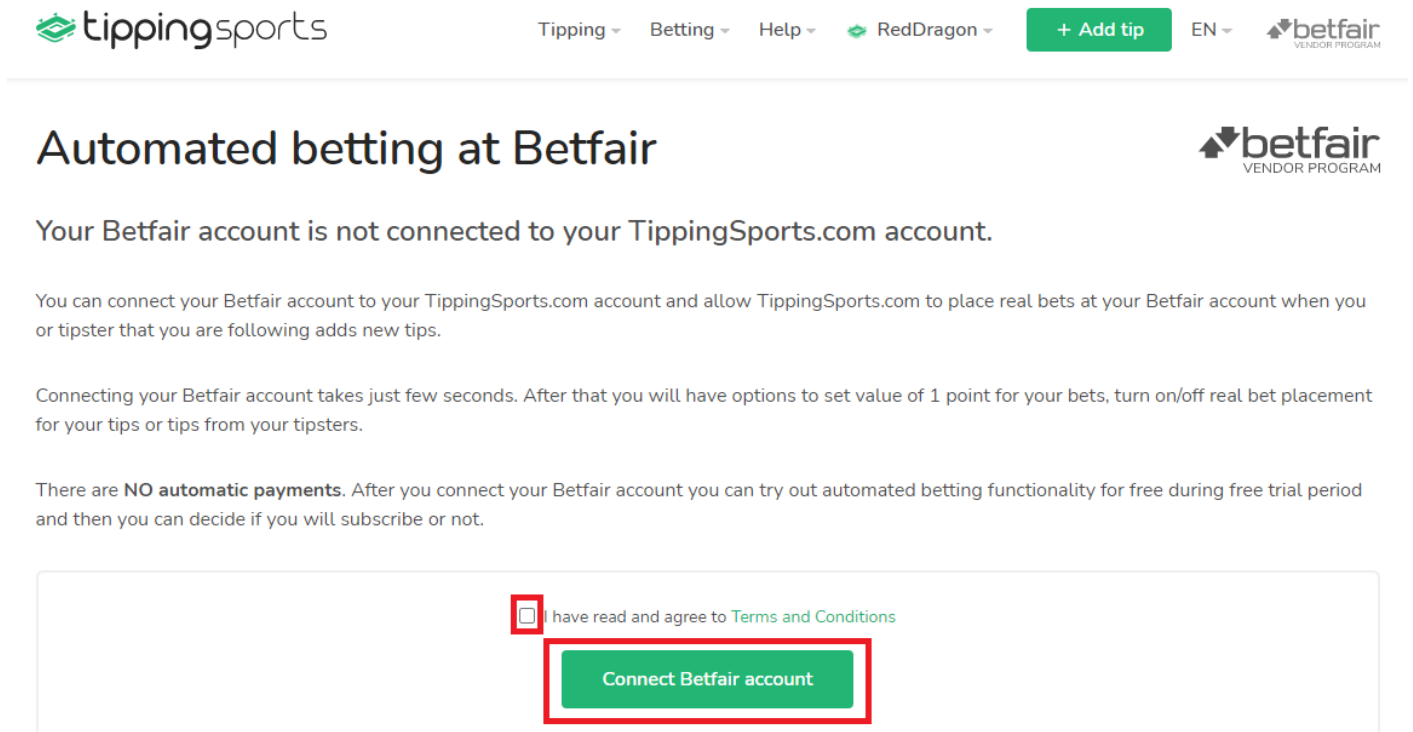 tippingsports
Tipping
Betting
Help
RedDragon
+ Add tip
EN
betfair
VENDOR PROGRAM
Automated betting at Betfair
betfair
VENDOR PROGRAM
Your Betfair account is not connected to your TippingSports.com account.
You can connect your Betfair account to your TippingSports.com account and allow TippingSports.com to place real bets at your Betfair account when you
or tipster that you are following adds new tips.
Connecting your Betfair account takes just few seconds. After that you will have options to set value of 1 point for your bets, turn on/off real bet placement
for your tips or tips from your tipsters.
There are NO automatic payments. After you connect your Betfair account you can try out automated betting functionality for free during free trial period
and then you can decide if you will subscribe or not.
I have read and agree to Terms and Conditions
Connect Betfair account